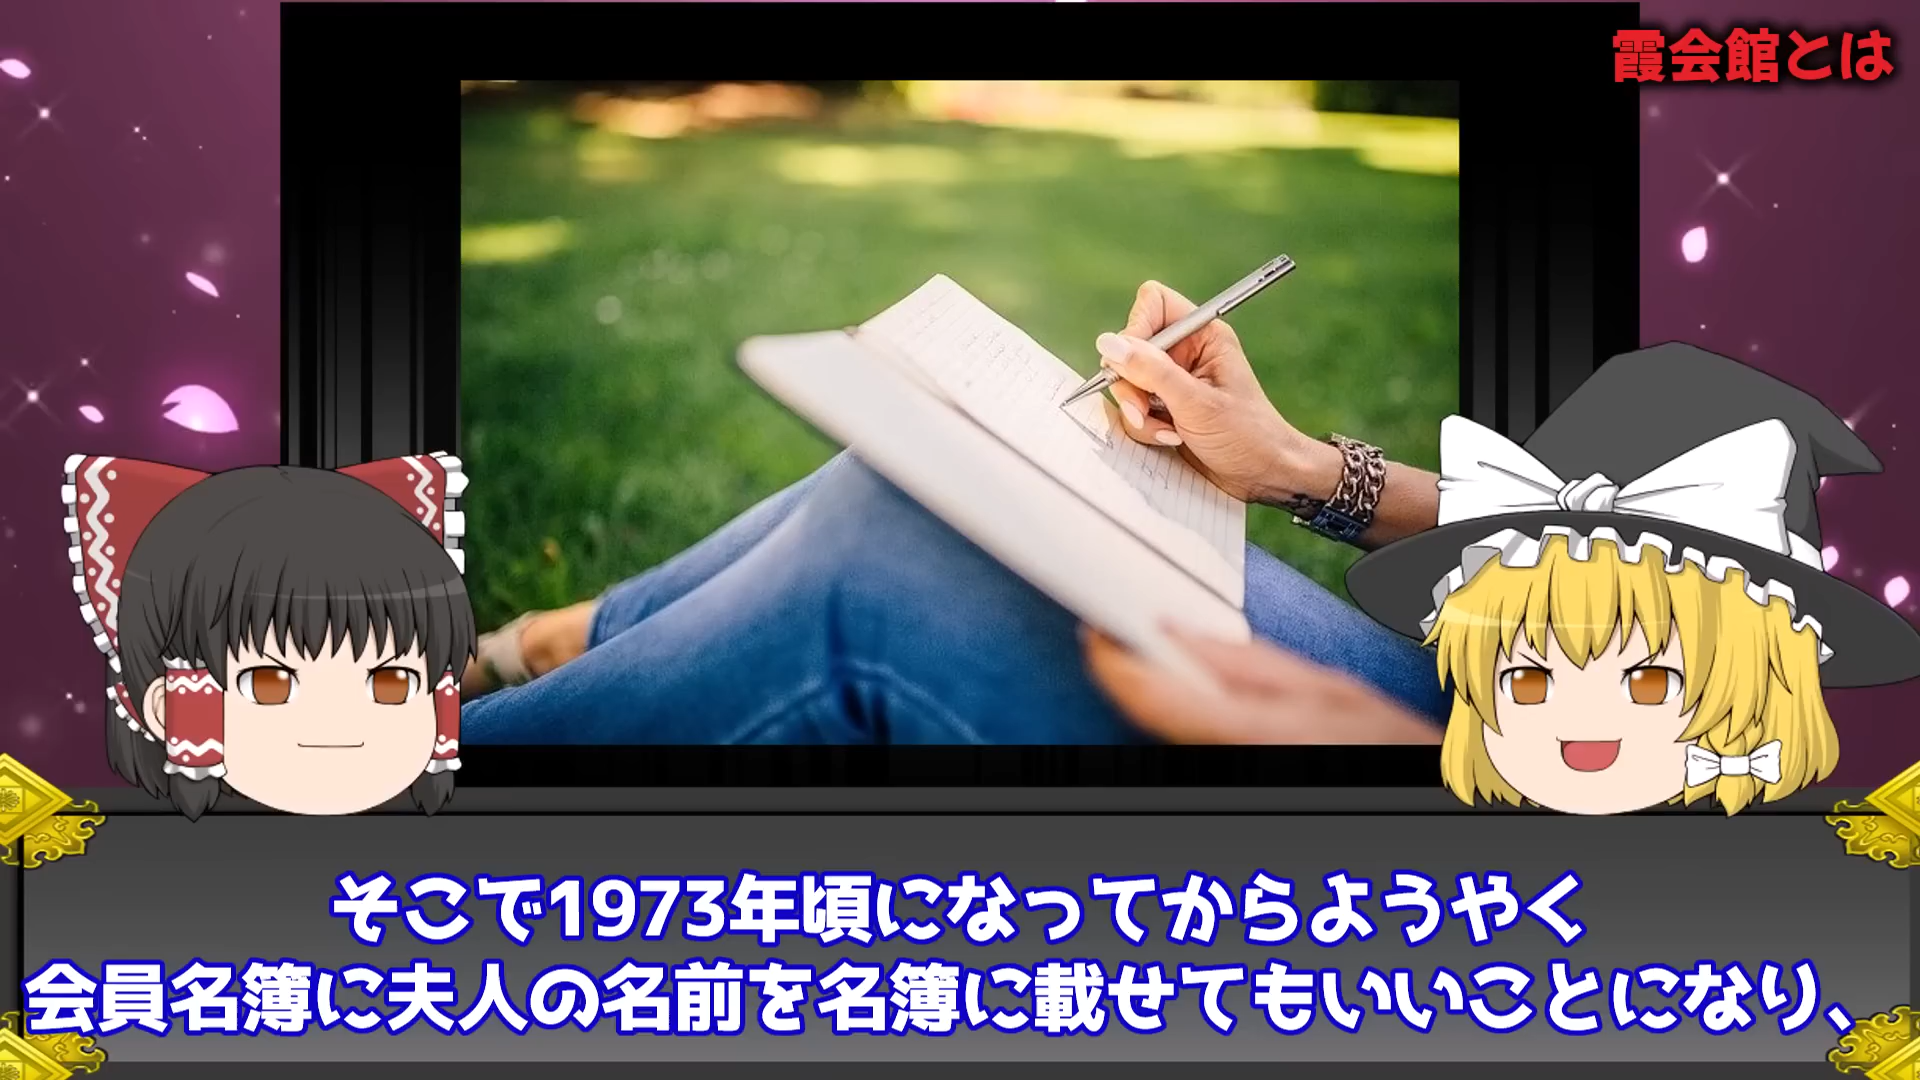 霞会館とは
そこで1973年頃になってからようやく
会員名簿に夫人の名前を名簿に載せてもいいことになり、